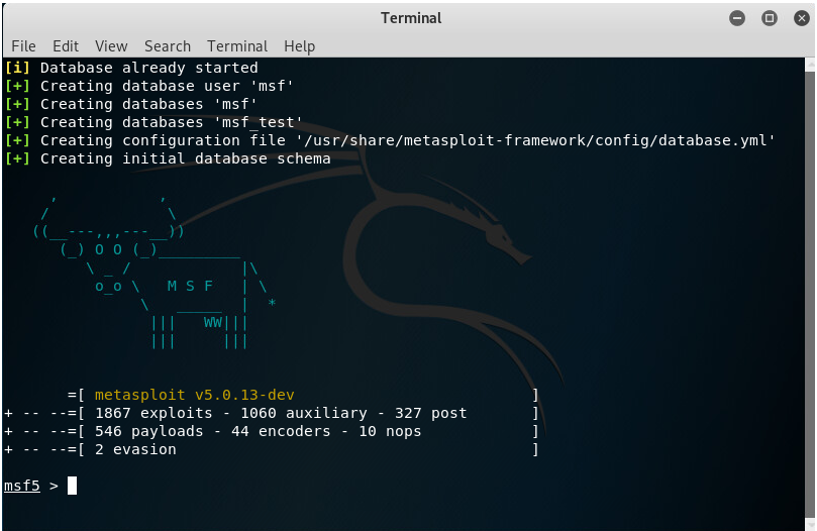 Terminal
File Edit View Search Terminal Help
[i] Database already started
[+] Creating database user 'msf'
[+] Creating databases 'msf'
[+] Creating databases 'msf_test'
[+] Creating configuration file '/usr/share/metasploit-framework/config/database.yml'
[+] Creating initial database schema
      ,           ,
     /             \
    ((__---,,,---__))
       (_) O O (_)_________
          \ _ /            |\
           o_o \   M S F   | \
                \   _____  |  *
                 |||   WW|||
                 |||     |||
       =[ metasploit v5.0.13-dev                          ]
+ -- --=[ 1867 exploits - 1060 auxiliary - 327 post       ]
+ -- --=[ 546 payloads - 44 encoders - 10 nops            ]
+ -- --=[ 2 evasion                                       ]
msf5 >